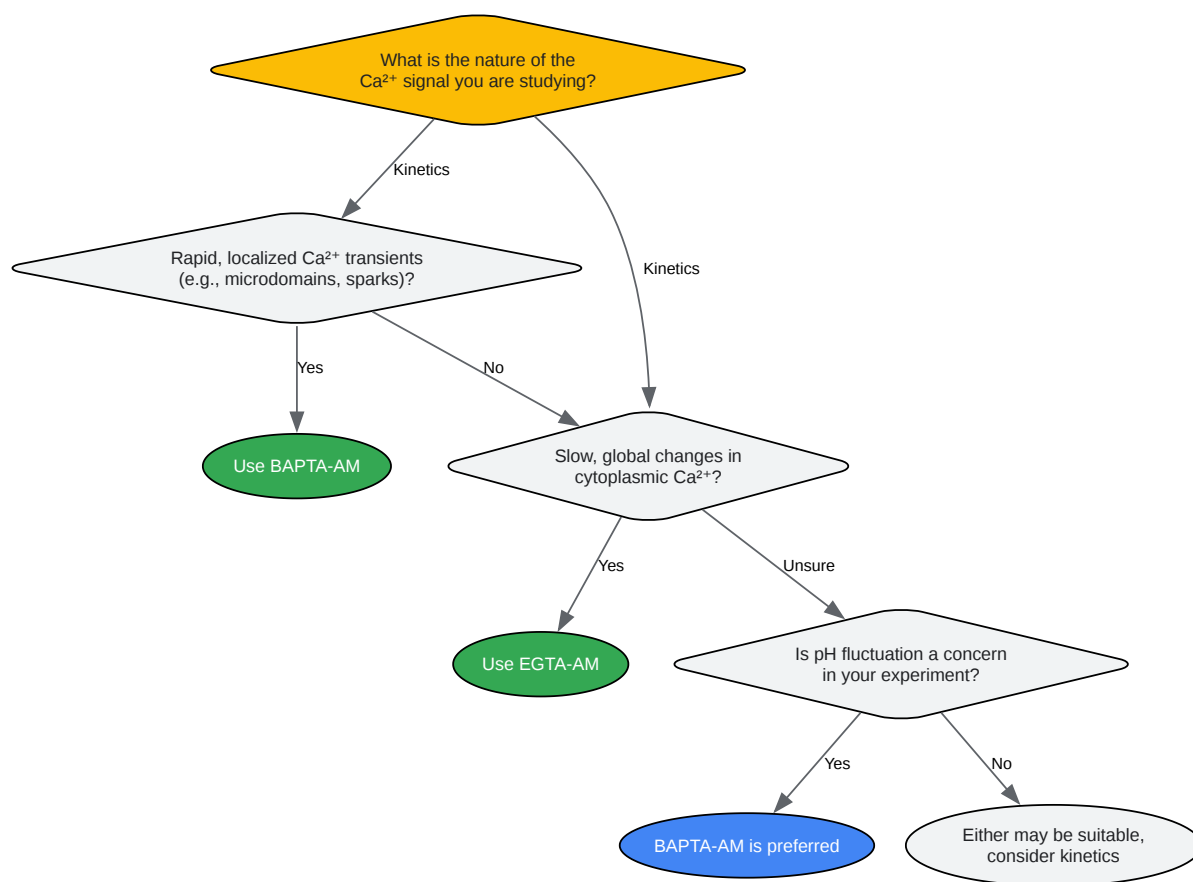 What is the nature of the
Ca²⁺ signal you are studying?
Kinetics
Rapid, localized Ca²⁺ transients
(e.g., microdomains, sparks)?
Kinetics
Yes
No
Use BAPTA-AM
Slow, global changes in
cytoplasmic Ca²⁺?
Yes
Unsure
Use EGTA-AM
Is pH fluctuation a concern
in your experiment?
Yes
No
BAPTA-AM is preferred
Either may be suitable,
consider kinetics